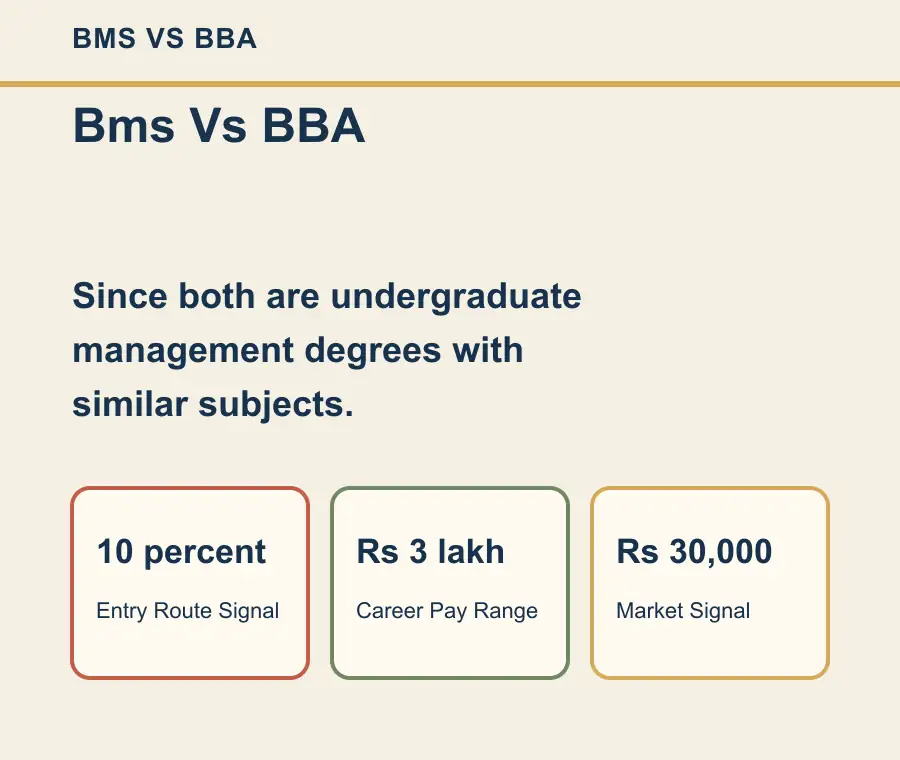 BMS VS BBA
Bms Vs BBA
Since both are undergraduate
management degrees with
similar subjects.
10 percent
Entry Route Signal
Rs 3 lakh
Career Pay Range
Rs 30,000
Market Signal